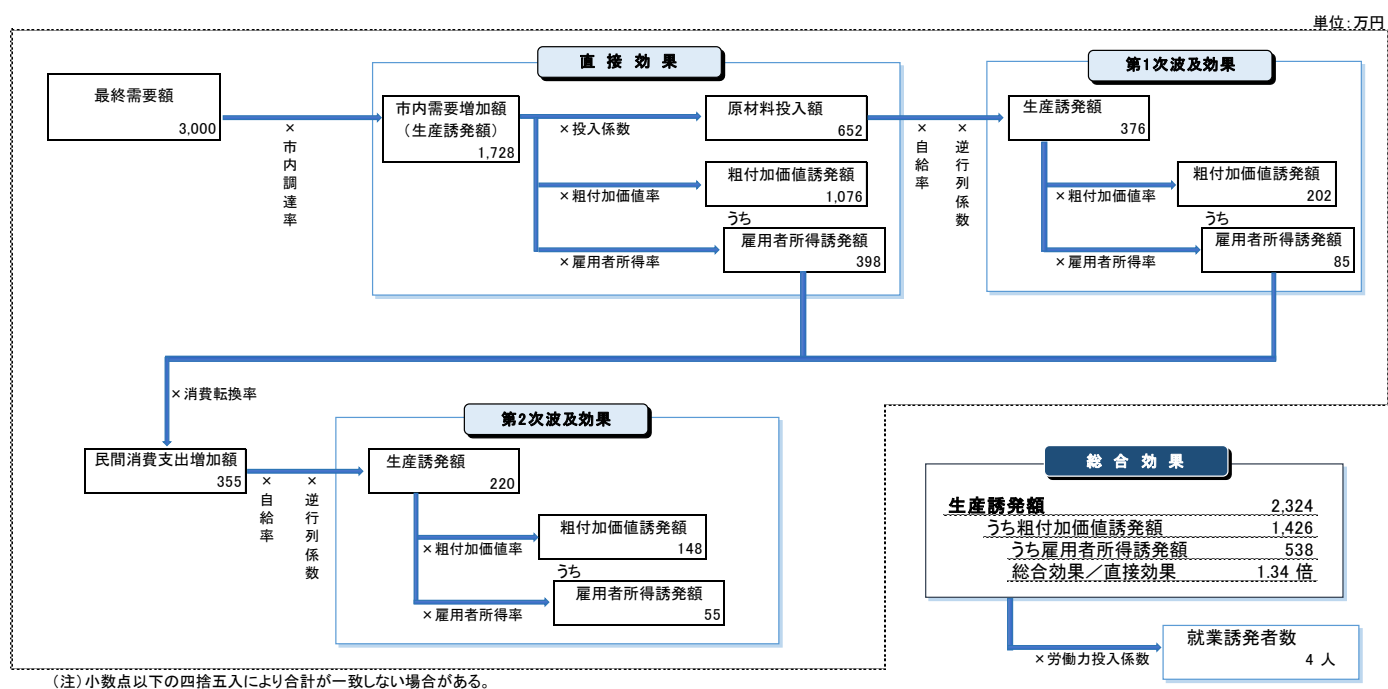 単位：万円
直 接 効 果
第１次波及効果
最終需要額
3,000
×市内調達率
市内需要増加額
（生産誘発額）
1,728
×投入係数
原材料投入額
652
×粗付加価値率
粗付加価値誘発額
1,076
うち
×雇用者所得率
雇用者所得誘発額
398
×自給率
×逆行列係数
生産誘発額
376
×粗付加価値率
粗付加価値誘発額
202
うち
×雇用者所得率
雇用者所得誘発額
85
×消費転換率
第２次波及効果
民間消費支出増加額
355
×自給率
×逆行列係数
生産誘発額
220
×粗付加価値率
粗付加価値誘発額
148
うち
×雇用者所得率
雇用者所得誘発額
55
総 合 効 果
生産誘発額 2,324
うち粗付加価値誘発額 1,426
うち雇用者所得誘発額 538
総合効果／直接効果 1.34 倍
×労働力投入係数
就業誘発者数
4 人
（注）小数点以下の四捨五入により合計が一致しない場合がある。